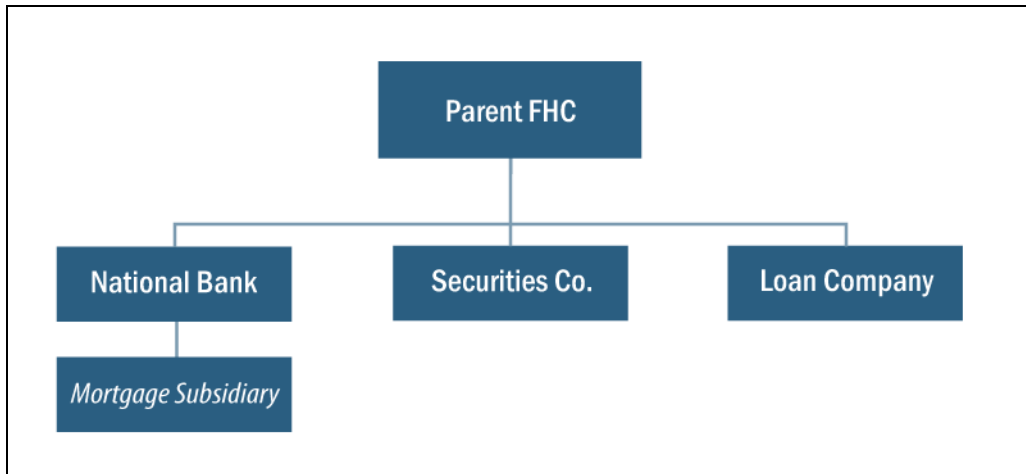 Parent FHC
National Bank
Securities Co.
Loan Company
Mortgage Subsidiary